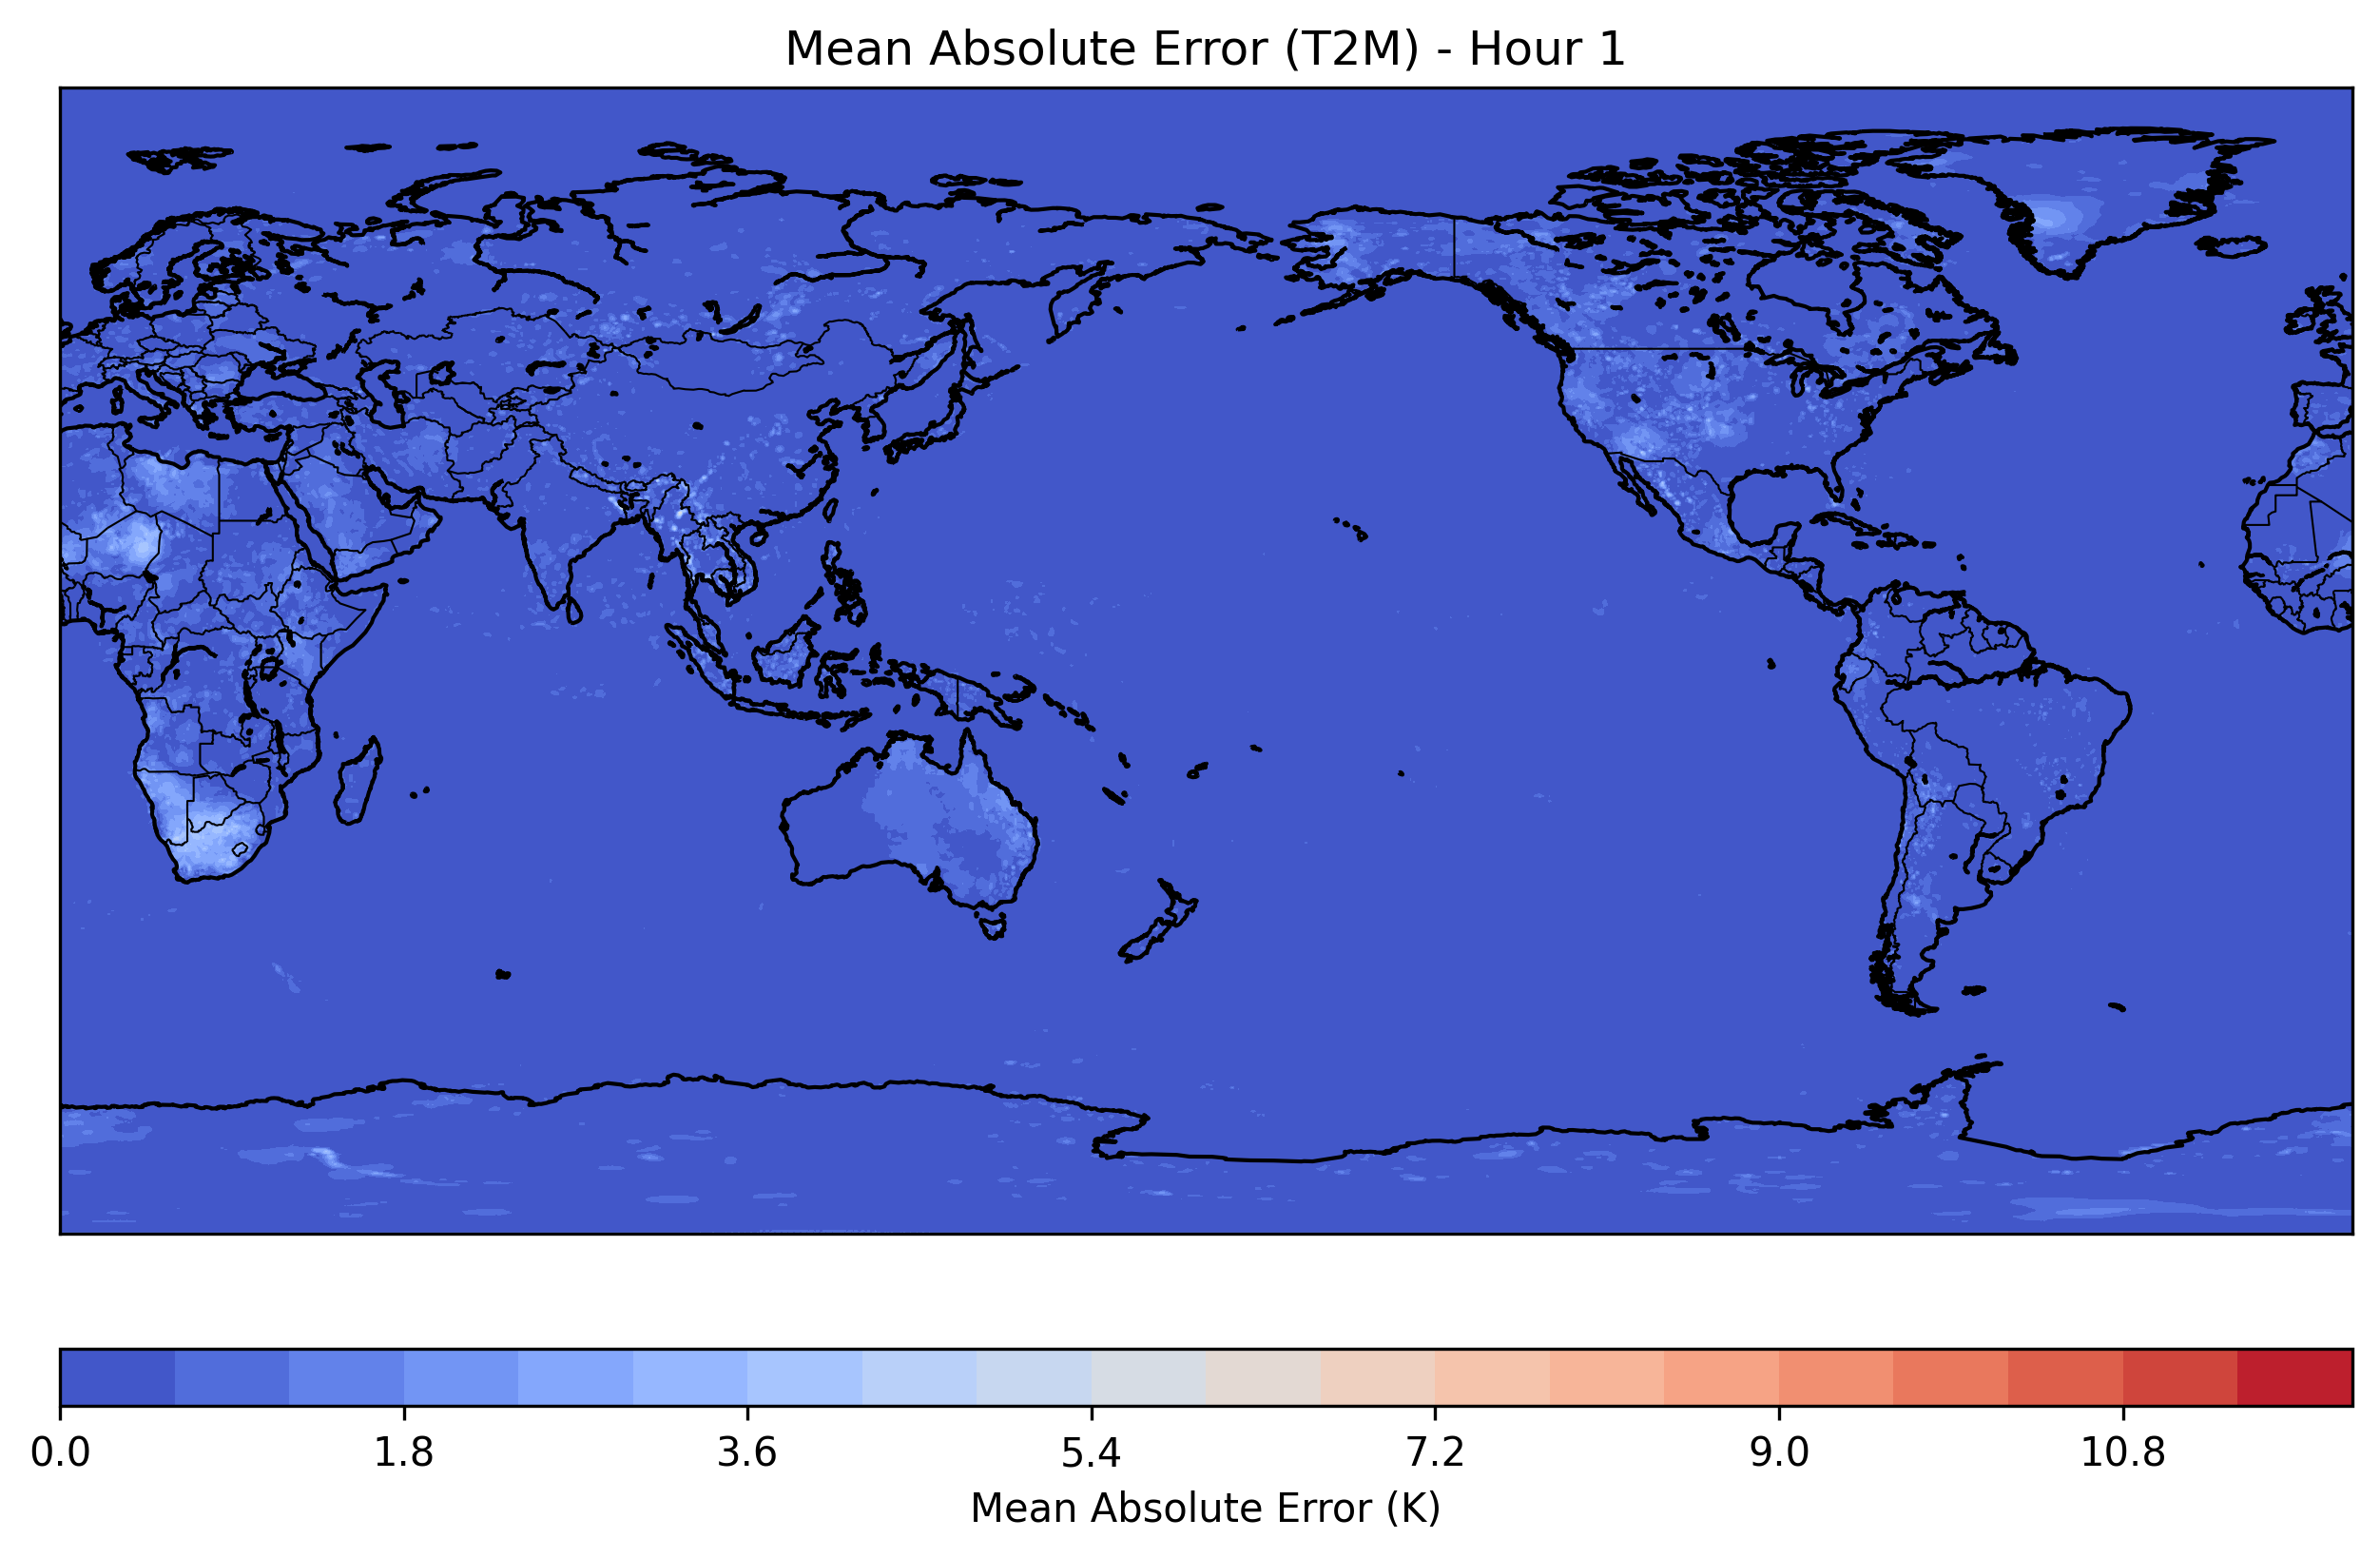 Mean Absolute Error (T2M) - Hour 1
0.0 1.8 3.6 5.4 7.2 9.0 10.8
Mean Absolute Error (K)